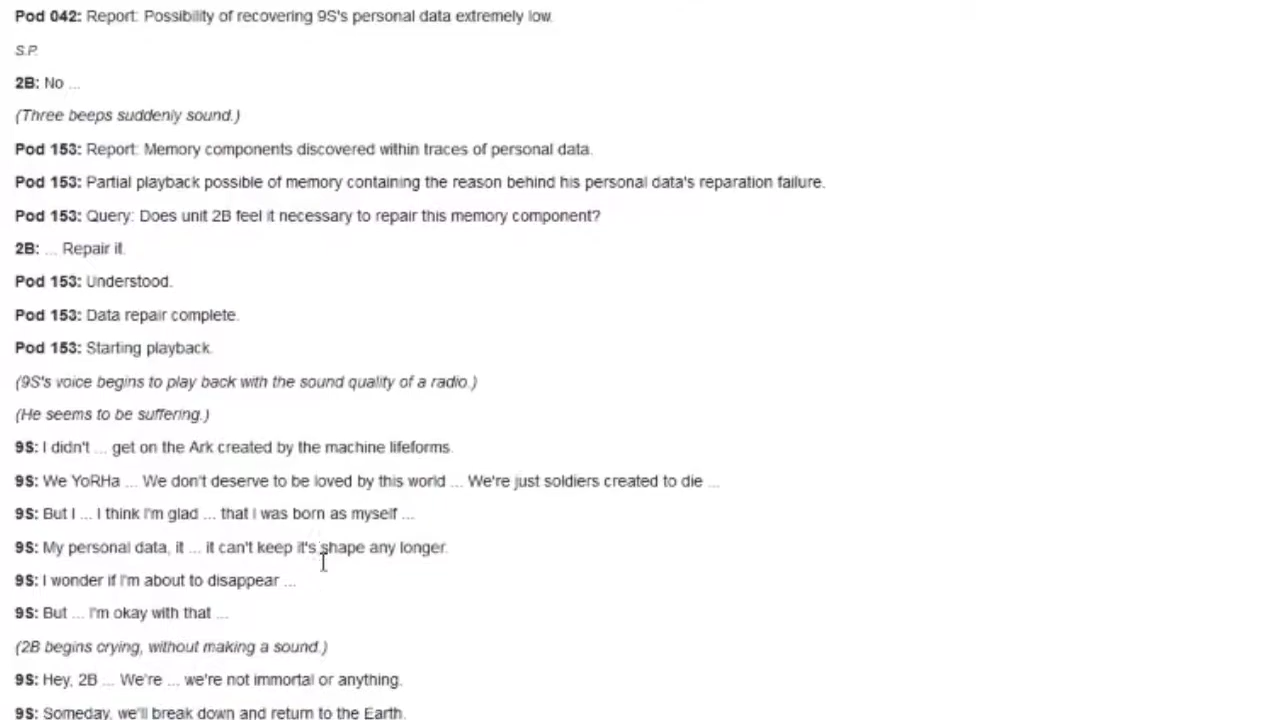 Pod 042: Report: Possibility of recovering 9S's personal data extremely low.
S.P.
2B: No ...
(Three beeps suddenly sound.)
Pod 153: Report: Memory components discovered within traces of personal data.
Pod 153: Partial playback possible of memory containing the reason behind his personal data's reparation failure.
Pod 153: Query: Does unit 2B feel it necessary to repair this memory component?
2B: ... Repair it.
Pod 153: Understood.
Pod 153: Data repair complete.
Pod 153: Starting playback.
(9S's voice begins to play back with the sound quality of a radio.)
(He seems to be suffering.)
9S: I didn't ... get on the Ark created by the machine lifeforms.
9S: We YoRHa ... We don't deserve to be loved by this world ... We're just soldiers created to die ...
9S: But I ... I think I'm glad ... that I was born as myself ...
9S: My personal data, it ... it can't keep it's shape any longer.
9S: I wonder if I'm about to disappear ...
9S: But ... I'm okay with that ...
(2B begins crying, without making a sound.)
9S: Hey, 2B ... We're ... we're not immortal or anything.
9S: Someday, we'll break down and return to the Earth.